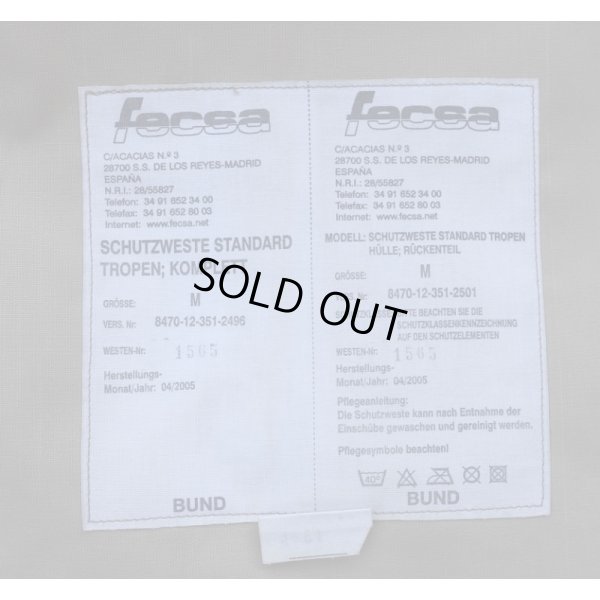 fecsa
C/ACACIAS N.º 3
28700 S.S. DE LOS REYES-MADRID
ESPAÑA
N.R.I.: 28/55827
Telefon: 34 91 652 34 00
Telefax: 34 91 652 80 03
Internet: www.fecsa.net
SCHUTZWESTE STANDARD
TROPEN; KOMPLETT
GRÖSSE: M
VERS. Nr 8470-12-351-2496
WESTEN-Nr: 1565
Herstellungs-
Monat/Jahr: 04/2005
BUND
fecsa
C/ACACIAS N.º 3
28700 S.S. DE LOS REYES-MADRID
ESPAÑA
N.R.I.: 28/55827
Telefon: 34 91 652 34 00
Telefax: 34 91 652 80 03
Internet: www.fecsa.net
MODELL: SCHUTZWESTE STANDARD TROPEN
HÜLLE; RÜCKENTEIL
GRÖSSE: M
Nr 8470-12-351-2501
BEACHTEN SIE DIE
SCHUTZKLASSENKENNZEICHNUNG
AUF DEN SCHUTZELEMENTEN
WESTEN-Nr: 1565
Herstellungs-
Monat/Jahr: 04/2005
Pflegeanleitung:
Die Schutzweste kann nach Entnahme der
Einschübe gewaschen und gereinigt werden.
Pflegesymbole beachten!
40°
BUND
SOLD OUT